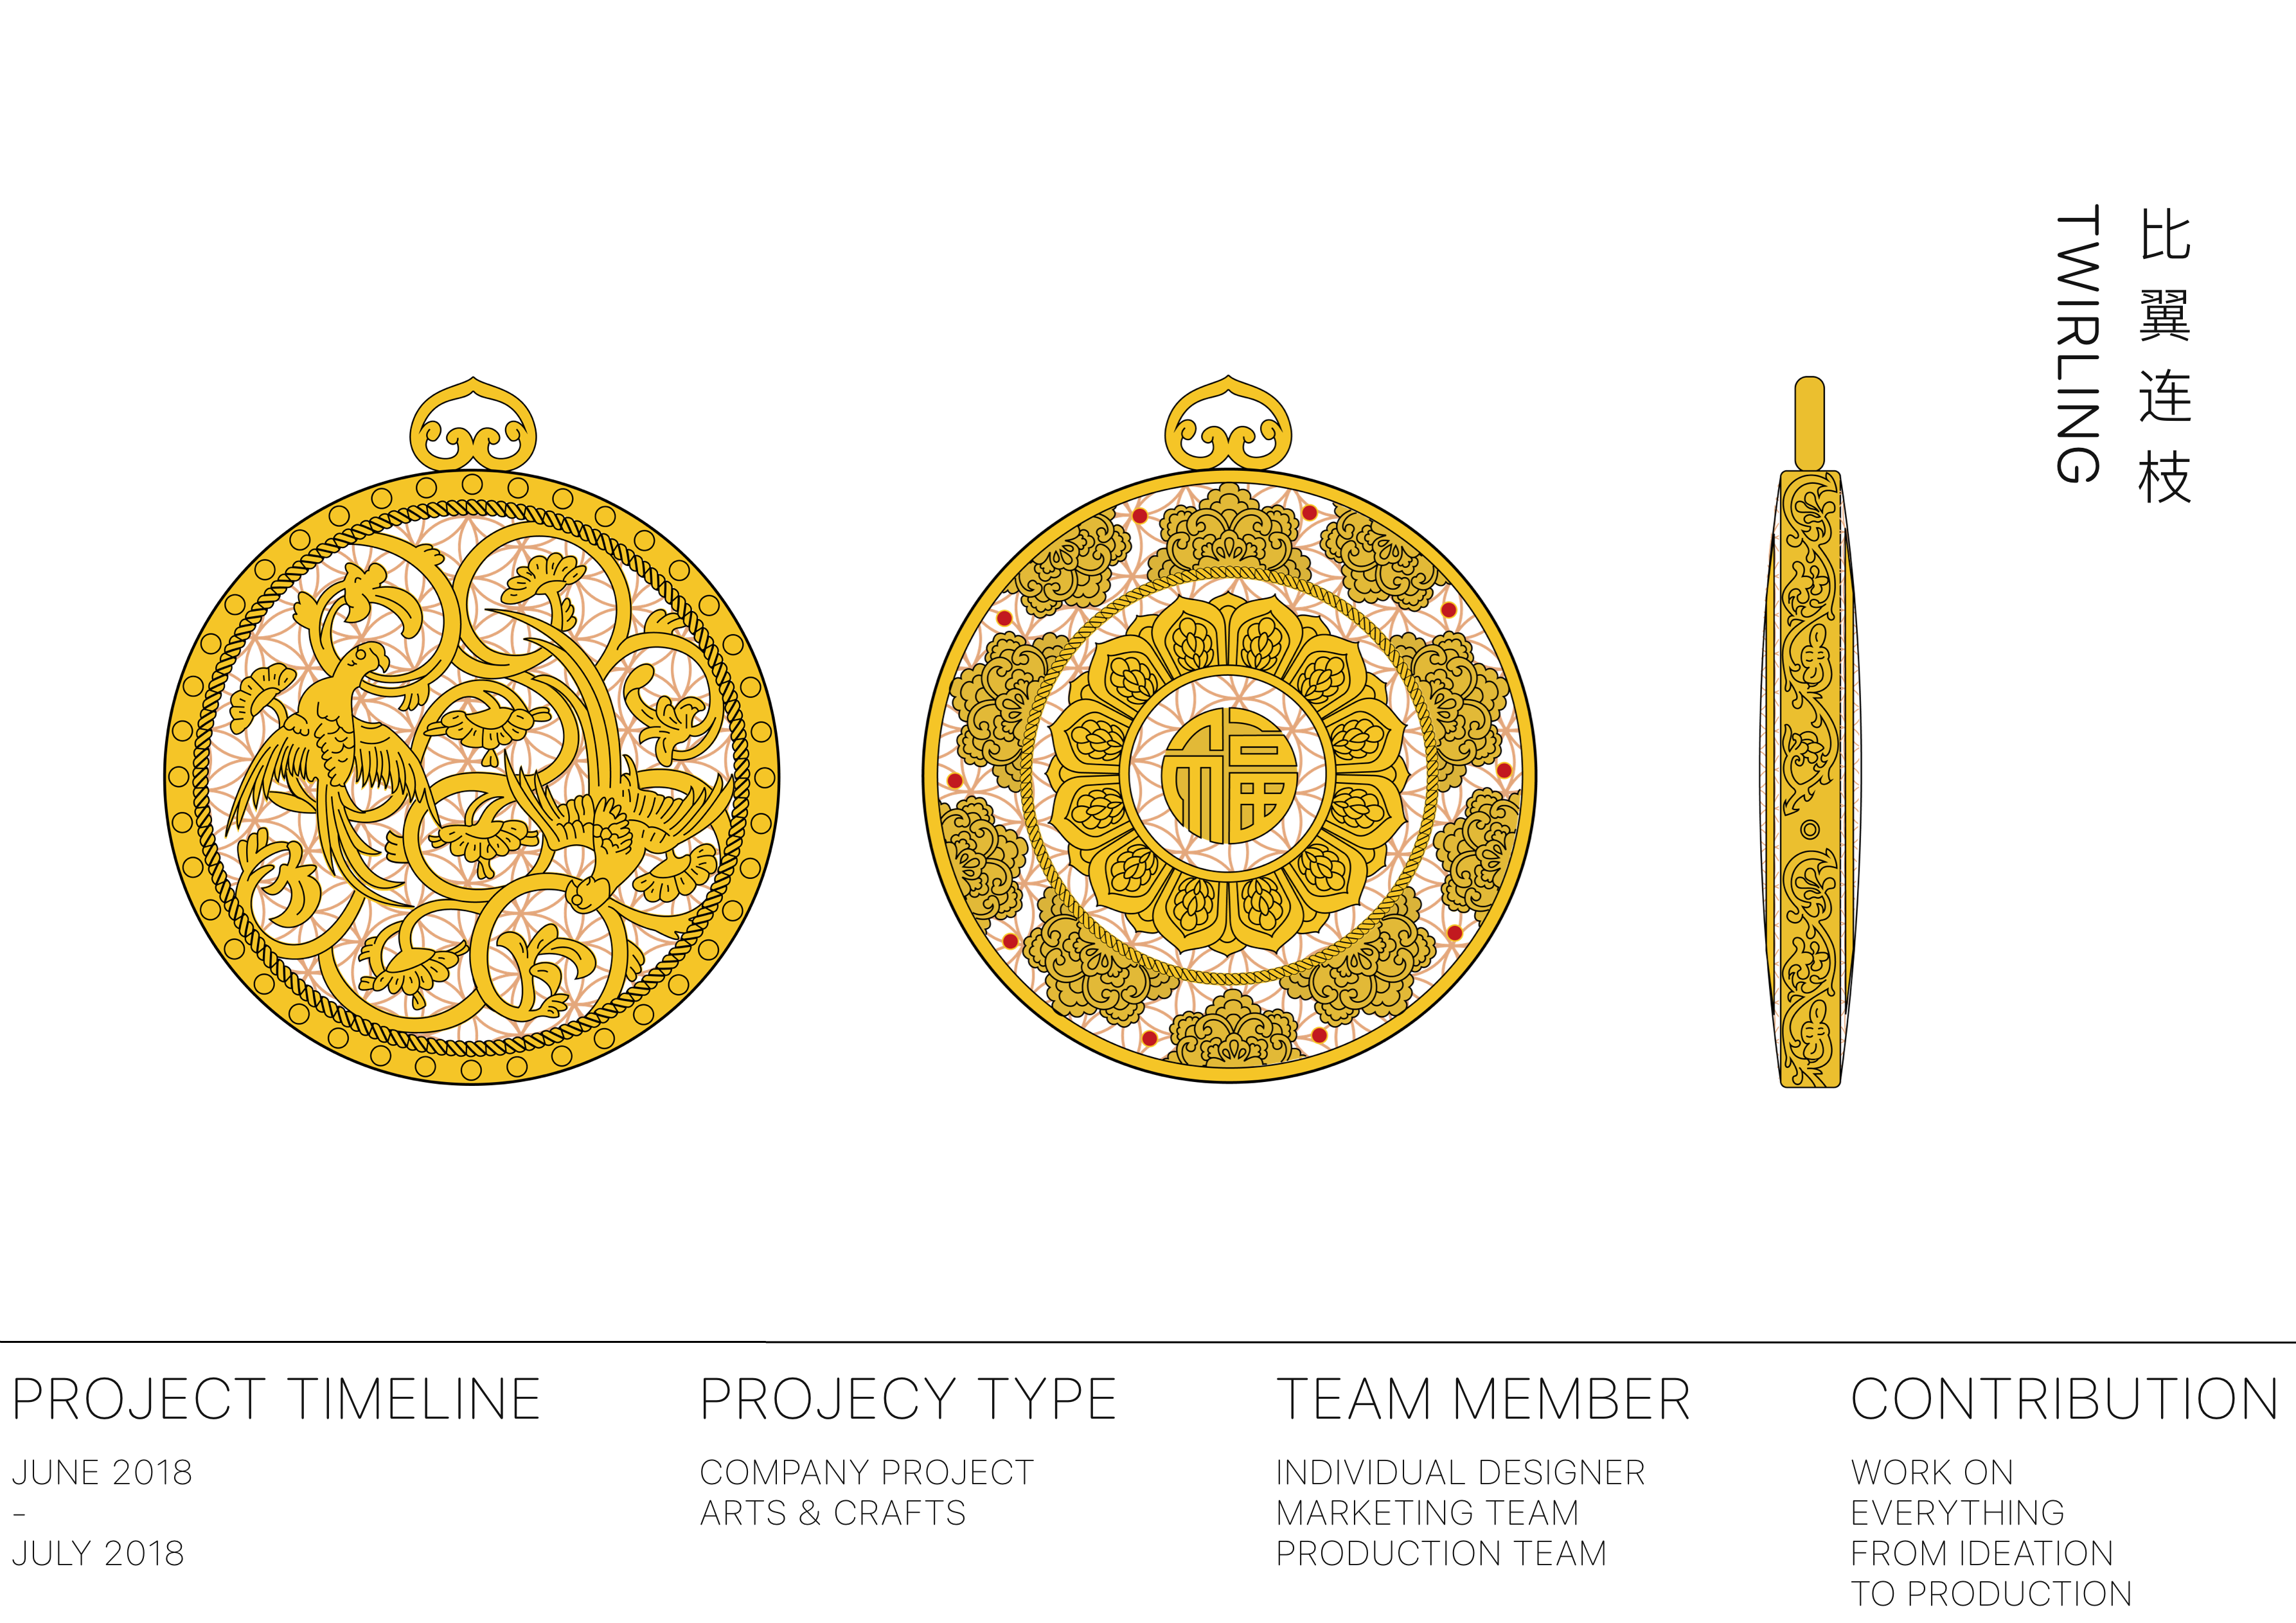 比翼连枝
TWIRLING
福
PROJECT TIMELINE
JUNE 2018
-
JULY 2018
PROJECY TYPE
COMPANY PROJECT
ARTS & CRAFTS
TEAM MEMBER
INDIVIDUAL DESIGNER
MARKETING TEAM
PRODUCTION TEAM
CONTRIBUTION
WORK ON
EVERYTHING
FROM IDEATION
TO PRODUCTION